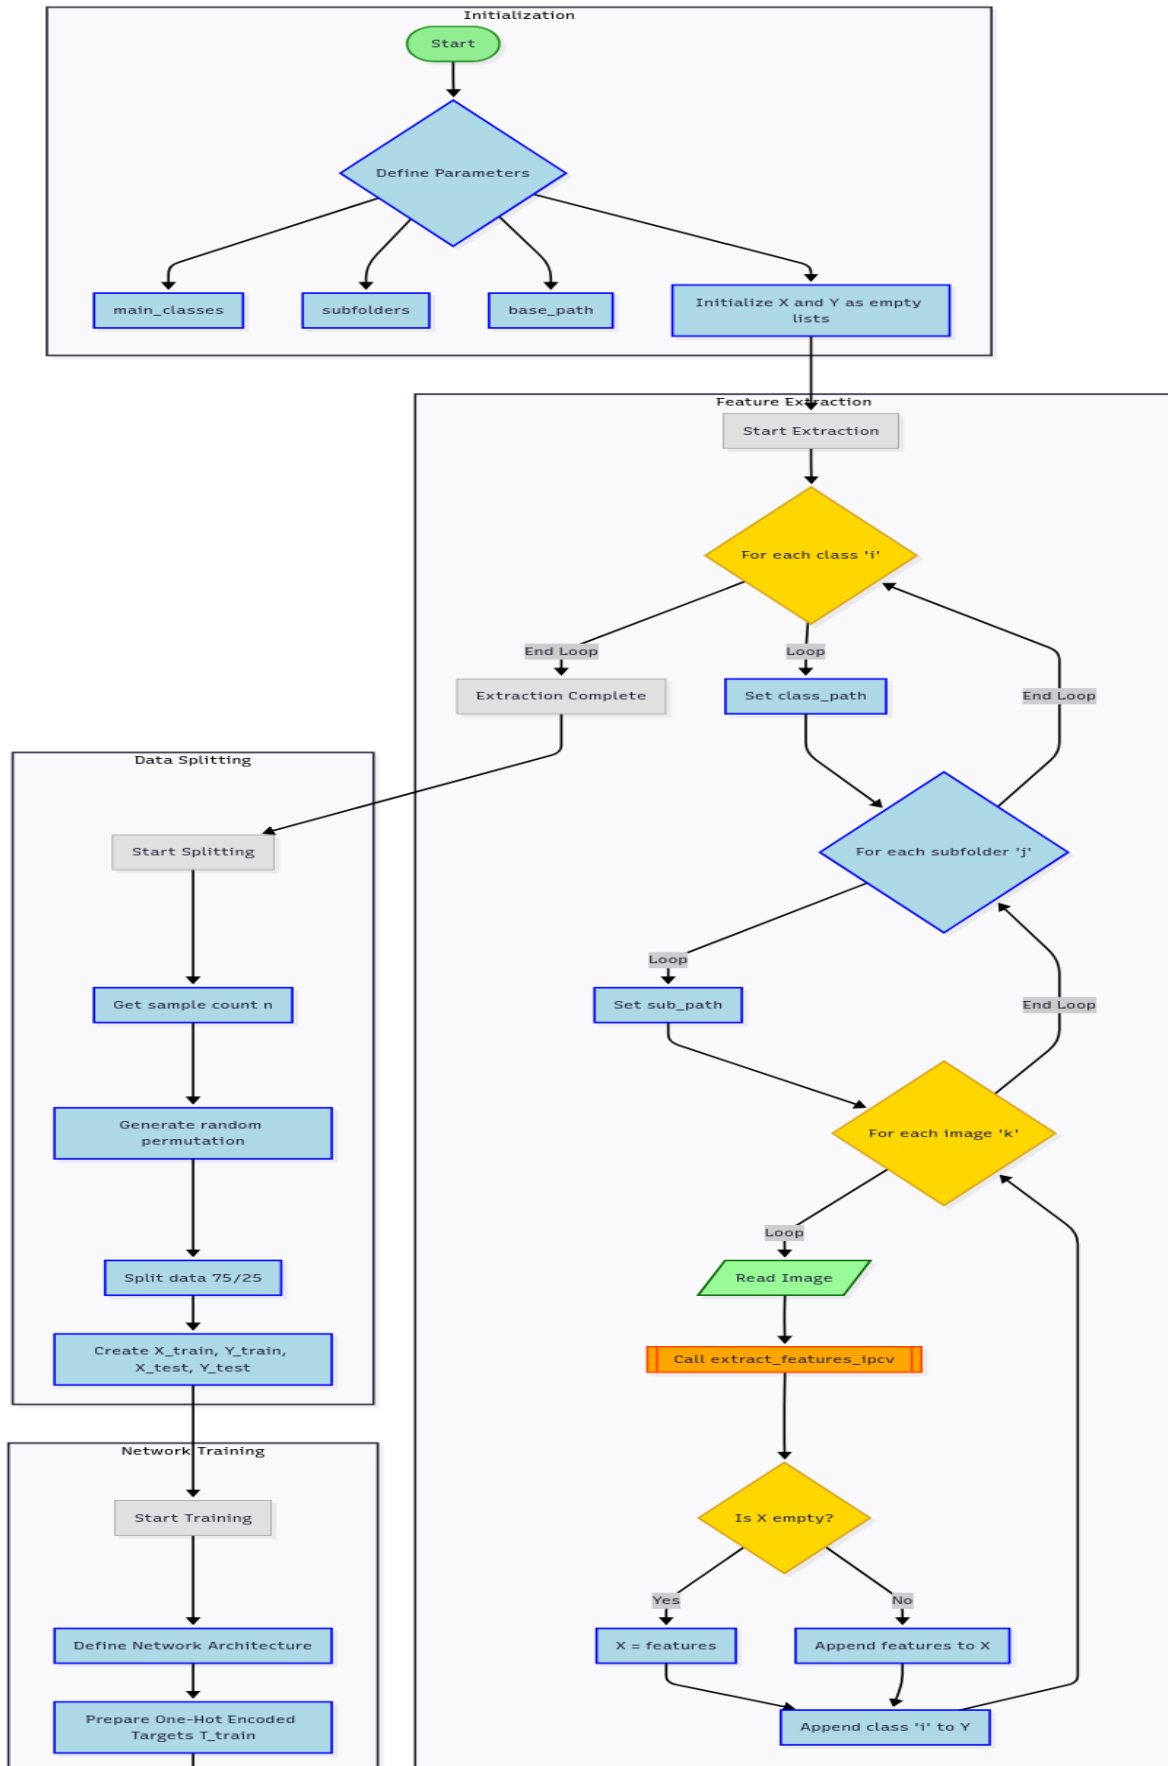 Initialization
Start
Define Parameters
main_classes
subfolders
base_path
Initialize X and Y as empty
lists
Feature Extraction
Start Extraction
For each class 'i'
End Loop
Loop
Extraction Complete
Set class_path
End Loop
For each subfolder 'j'
Loop
Set sub_path
End Loop
For each image 'k'
Loop
Read Image
Call extract_features_ipcv
Is X empty?
Yes
No
X = features
Append features to X
Append class 'i' to Y
Data Splitting
Start Splitting
Get sample count n
Generate random
permutation
Split data 75/25
Create X_train, Y_train,
X_test, Y_test
Network Training
Start Training
Define Network Architecture
Prepare One-Hot Encoded
Targets T_train